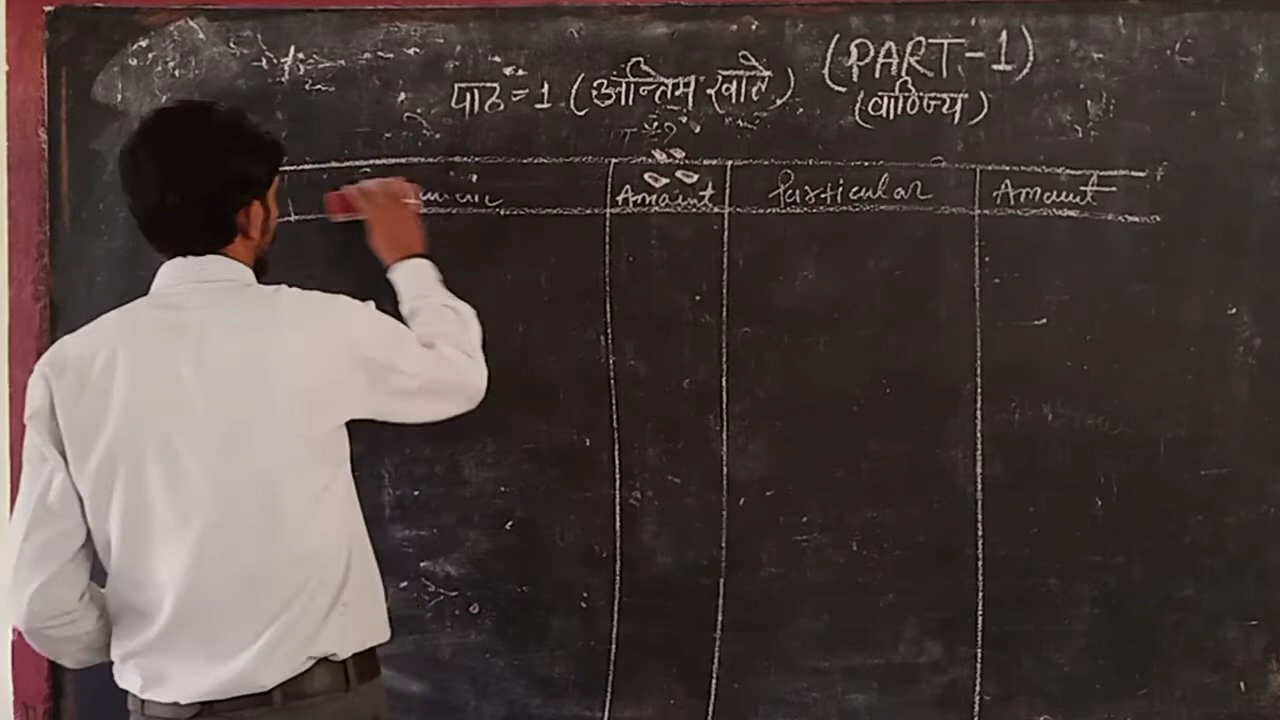 (PART-1)
पाठ = 1 (अन्तिम खाते)
(वाणिज्य)
Amount Particular Amount